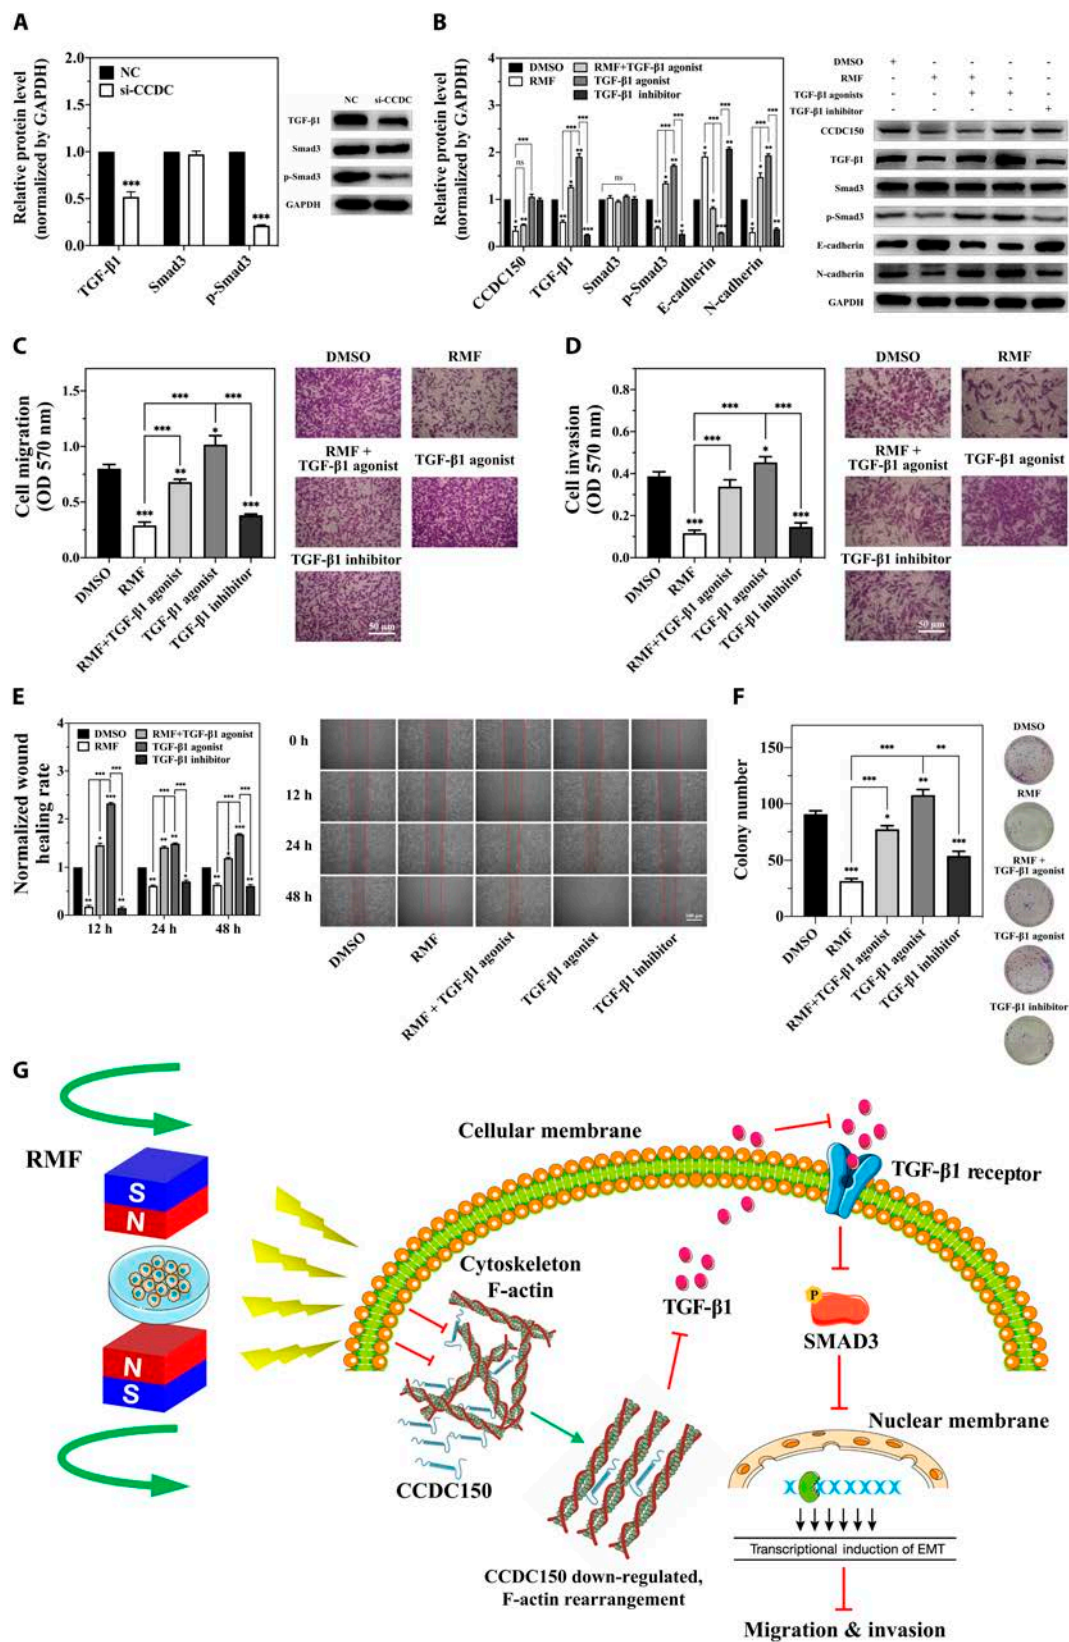 A
Relative protein level
(normalized by GAPDH)
2.0
1.5
1.0
0.5
0.0
NC
si-CCDC
TGF-β1
Smad3
p-Smad3
***
***
NC si-CCDC
TGF-β1
Smad3
p-Smad3
GAPDH
B
Relative protein level
(normalized by GAPDH)
4
3
2
1
0
DMSO
RMF
RMF+TGF-β1 agonist
TGF-β1 agonist
TGF-β1 inhibitor
ns
***
***
ns
***
***
***
CCDC150
TGF-β1
Smad3
p-Smad3
E-cadherin
N-cadherin
DMSO + 
RMF + +
TGF-β1 agonists + +
TGF-β1 inhibitor +
CCDC150
TGF-β1
Smad3
p-Smad3
E-cadherin
N-cadherin
GAPDH
C
Cell migration
(OD 570 nm)
1.5
1.0
0.5
0.0
*** ***
***
*
**
***
***
DMSO
RMF
RMF+TGF-β1 agonist
TGF-β1 agonist
TGF-β1 inhibitor
DMSO RMF
RMF +
TGF-β1 agonist
TGF-β1 agonist
TGF-β1 inhibitor
50 μm
D
Cell invasion
(OD 570 nm)
0.8
0.6
0.4
0.2
0.0
*** ***
***
*
***
***
DMSO
RMF
RMF+TGF-β1 agonist
TGF-β1 agonist
TGF-β1 inhibitor
DMSO RMF
RMF +
TGF-β1 agonist
TGF-β1 agonist
TGF-β1 inhibitor
50 μm
E
Normalized wound
healing rate
4
3
2
1
0
DMSO
RMF
RMF+TGF-β1 agonist
TGF-β1 agonist
TGF-β1 inhibitor
12 h 24 h 48 h
0 h
12 h
24 h
48 h
DMSO
RMF
RMF + TGF-β1 agonist
TGF-β1 agonist
TGF-β1 inhibitor
F
Colony number
150
100
50
0
*** **
***
**
*
***
***
DMSO
RMF
RMF+TGF-β1 agonist
TGF-β1 agonist
TGF-β1 inhibitor
DMSO
RMF
RMF +
TGF-β1 agonist
TGF-β1 agonist
TGF-β1 inhibitor
G
RMF
S
N
N
S
Cellular membrane
TGF-β1 receptor
Cytoskeleton
F-actin
TGF-β1
P
SMAD3
CCDC150
Nuclear membrane
X XXXXXXX
Transcriptional induction of EMT
CCDC150 down-regulated,
F-actin rearrangement
Migration & invasion